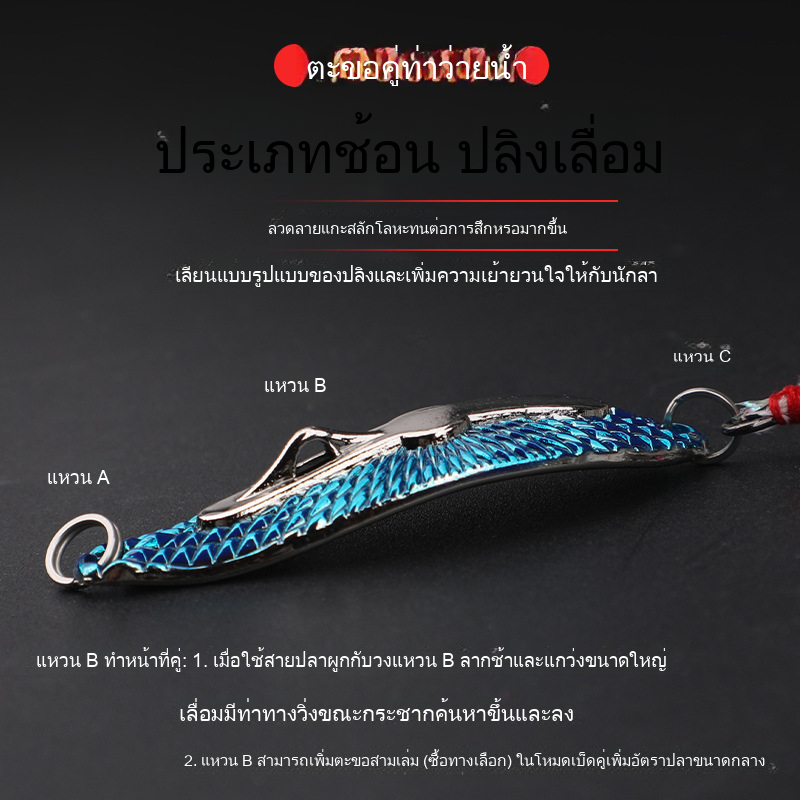 ตะขอคู่ท่าว่ายน้ำ
ประเภทช้อน ปลิงเลื่อม
ลวดลายแกะสลักโลหะทนต่อการสึกหรอมากขึ้น
เลียนแบบรูปแบบของปลิงและเพิ่มความเย้ายวนใจให้กับนักล่า
แหวน C
แหวน B
แหวน A
แหวน B ทำหน้าที่คู่: 1. เมื่อใช้สายปลาผูกกับวงแหวน B ลากช้าและแกว่งขนาดใหญ่
เลื่อมมีท่าทางวิ่งขณะกระชากค้นหาขึ้นและลง
2. แหวน B สามารถเพิ่มตะขอสามเล่ม (ซื้อทางเลือก) ในโหมดเบ็ดคู่เพิ่มอัตราปลาขนาดกลาง